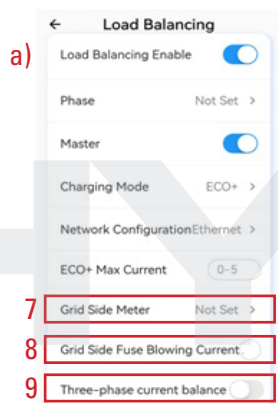 ← Load Balancing
a) Load Balancing Enable
Phase Not Set >
Master
Charging Mode ECO+ >
Network Configuration Ethernet >
ECO+ Max Current 0-5
7 Grid Side Meter Not Set >
8 Grid Side Fuse Blowing Current
9 Three-phase current balance